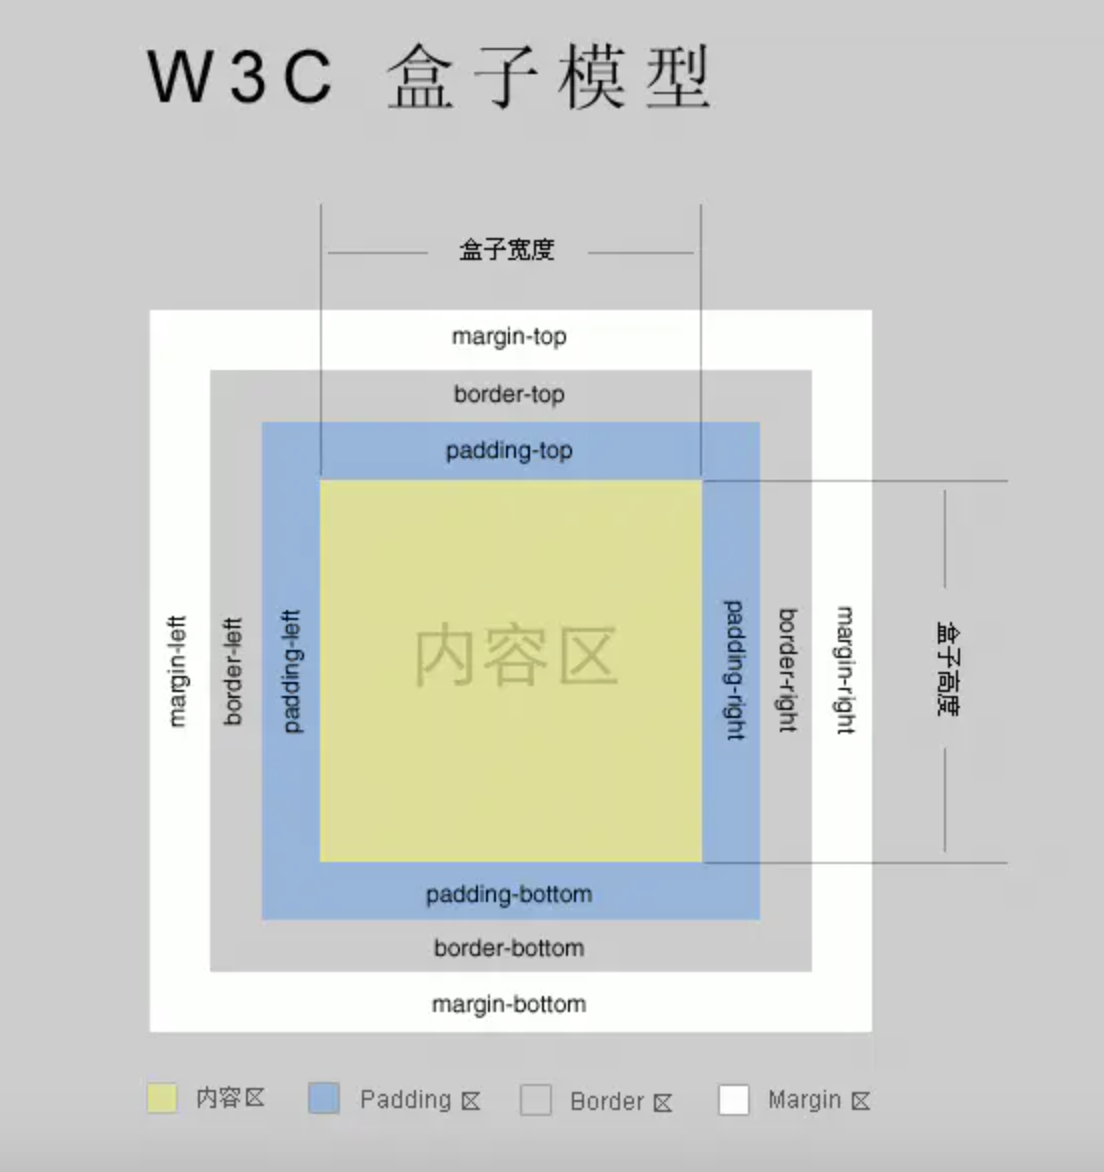 W3C 盒子模型
盒子宽度
margin-top
border-top
padding-top
margin-left
border-left
padding-left
内容区
padding-right
border-right
margin-right
盒子高度
padding-bottom
border-bottom
margin-bottom
内容区 Padding 区 Border 区 Margin 区